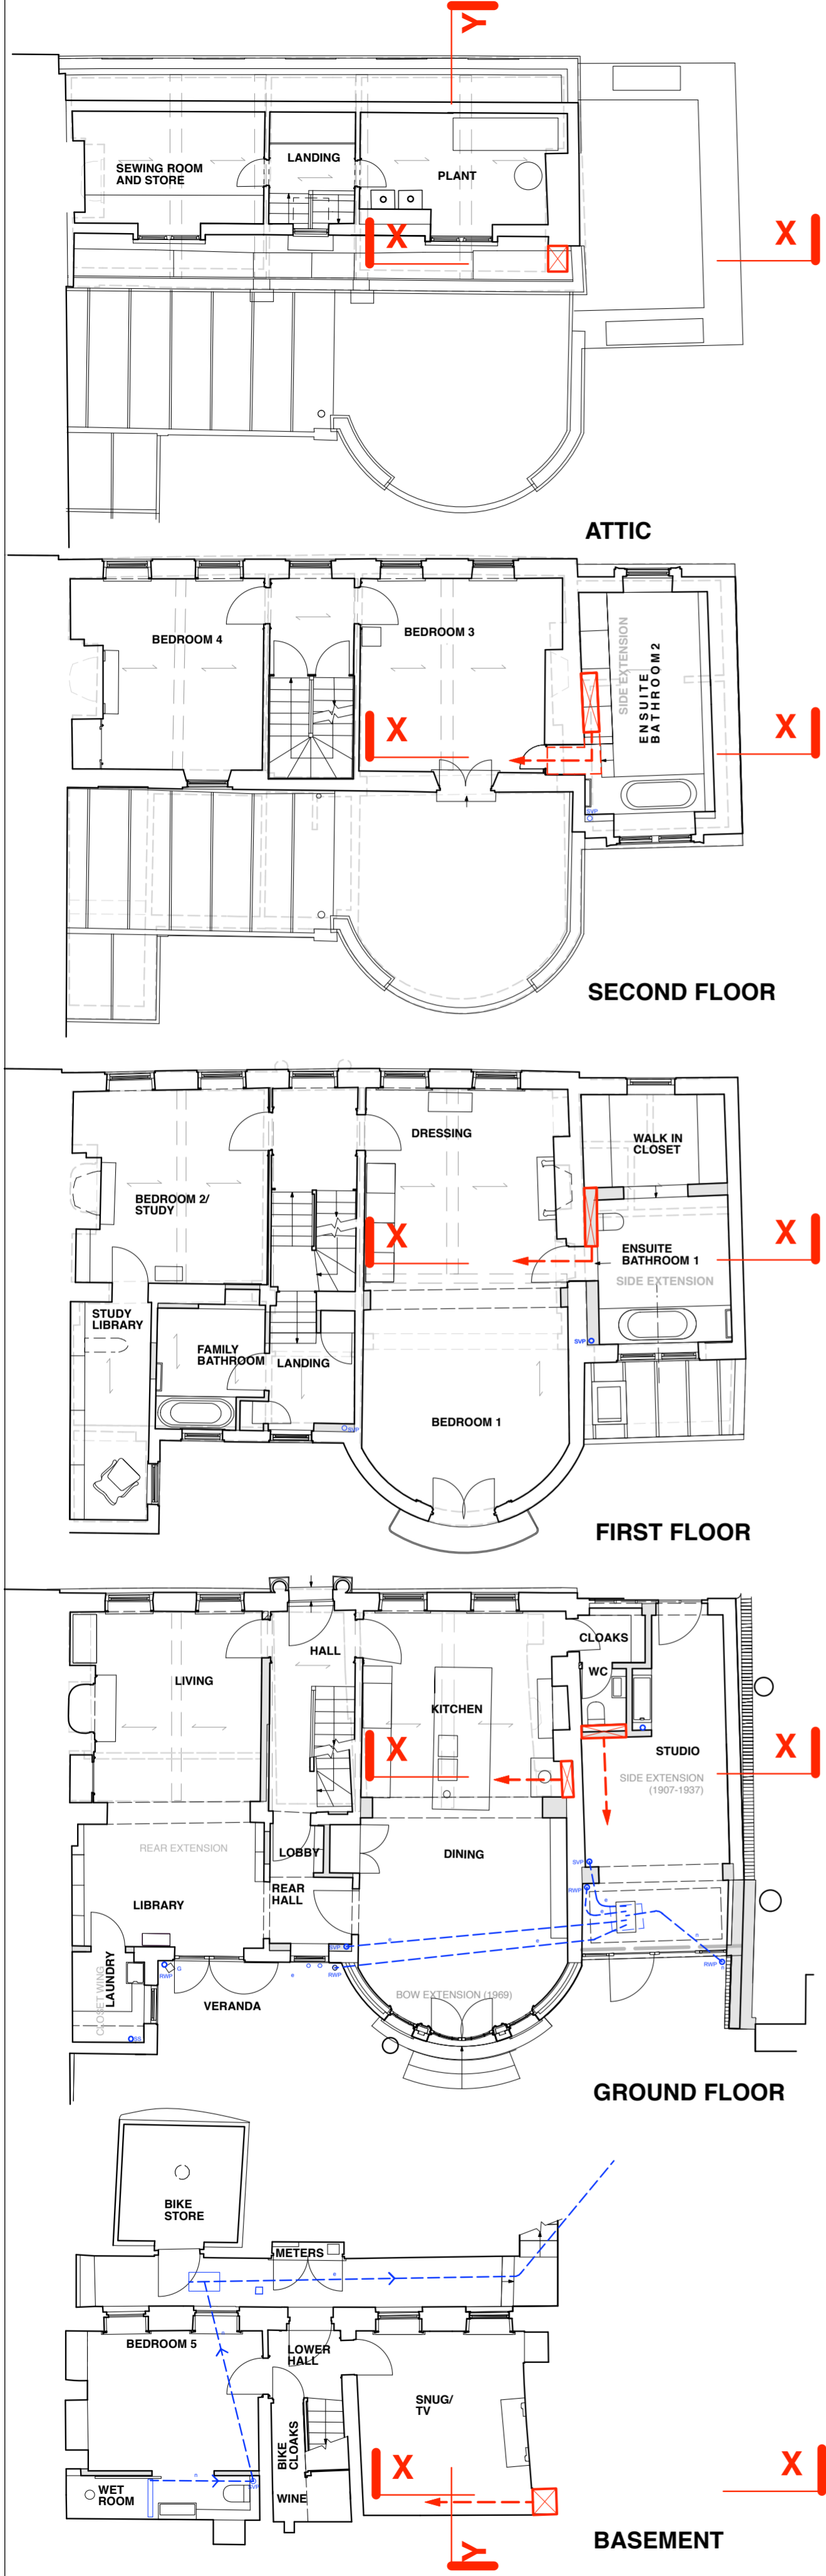 Y
SEWING ROOM
AND STORE
LANDING
PLANT
X
X
ATTIC
BEDROOM 4
BEDROOM 3
SIDE EXTENSION
ENSUITE
BATHROOM 2
X
X
SVP
SECOND FLOOR
DRESSING
WALK IN
CLOSET
BEDROOM 2/
STUDY
X
X
ENSUITE
BATHROOM 1
SIDE EXTENSION
STUDY
LIBRARY
FAMILY
BATHROOM
LANDING
SVP
BEDROOM 1
SVP
FIRST FLOOR
HALL
CLOAKS
LIVING
WC
KITCHEN
X
X
STUDIO
SIDE EXTENSION
(1907-1937)
REAR EXTENSION
LOBBY
DINING
SVP
REAR
HALL
RWP
LIBRARY
SVP
RWP
G
RWP
RWP
LAUNDRY
CLOSET WING
VERANDA
BOW EXTENSION (1969)
SS
GROUND FLOOR
BIKE
STORE
METERS
BEDROOM 5
LOWER
HALL
SNUG/
TV
BIKE
CLOAKS
X
X
WET
ROOM
SVP
WINE
BASEMENT
Y